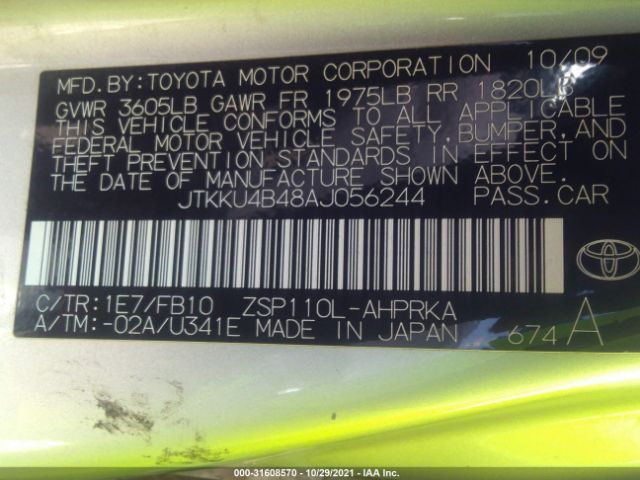 MFD.BY:TOYOTA MOTOR CORPORATION 10/09
GVWR 3605LB GAWR FR 1975LB RR 1820LB
THIS VEHICLE CONFORMS TO ALL APPLICABLE
FEDERAL MOTOR VEHICLE SAFETY,BUMPER,AND
THEFT PREVENTION STANDARDS IN EFFECT ON
THE DATE OF MANUFACTURE SHOWN ABOVE.
JTKKU4B48AJ056244 PASS.CAR
C/TR:1E7/FB10 ZSP110L-AHPRKA
A/TM:-02A/U341E MADE IN JAPAN 674 A
000-31608570 | 10/29/2021 | IAA Inc.